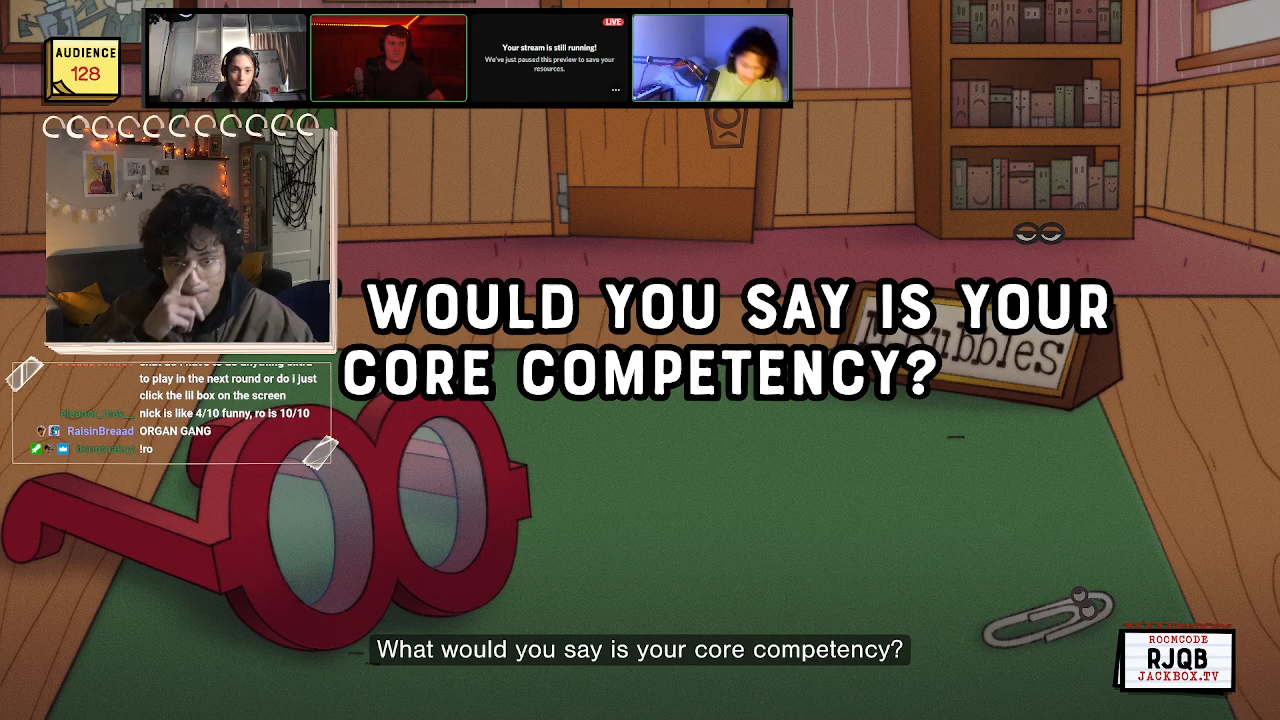 AUDIENCE
128
LIVE
Your stream is still running!
We've just paused this preview to save your
resources.
WOULD YOU SAY IS YOUR
CORE COMPETENCY?
Bubbles
to play in the next round or do i just
click the lil box on the screen
nick is like 4/10 funny, ro is 10/10
RaisinBreaad ORGAN GANG
!ro
What would you say is your core competency?
ROOMCODE
RJQB
JACKBOX.TV